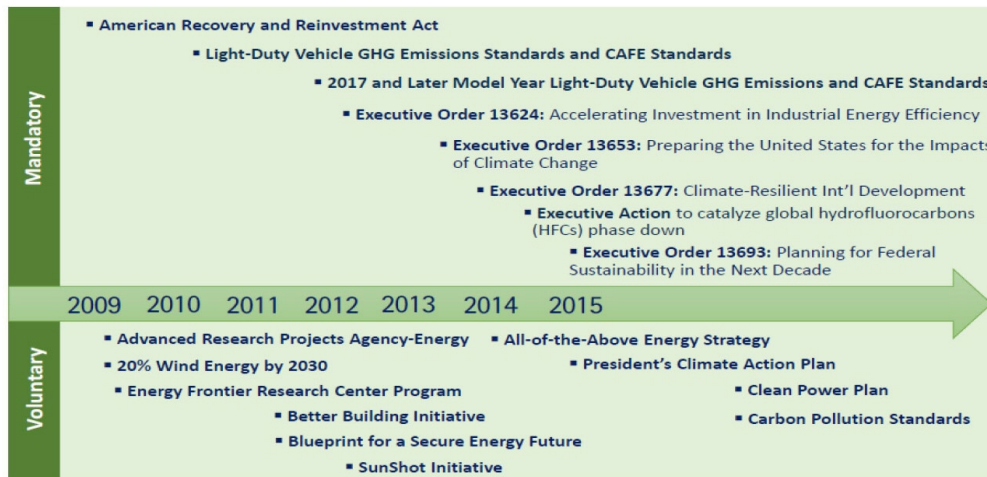 Mandatory
▪ American Recovery and Reinvestment Act
▪ Light-Duty Vehicle GHG Emissions Standards and CAFE Standards
▪ 2017 and Later Model Year Light-Duty Vehicle GHG Emissions and CAFE Standards
▪ Executive Order 13624: Accelerating Investment in Industrial Energy Efficiency
▪ Executive Order 13653: Preparing the United States for the Impacts
of Climate Change
▪ Executive Order 13677: Climate-Resilient Int'l Development
▪ Executive Action to catalyze global hydrofluorocarbons
(HFCs) phase down
▪ Executive Order 13693: Planning for Federal
Sustainability in the Next Decade
2009 2010 2011 2012 2013 2014 2015
Voluntary
▪ Advanced Research Projects Agency-Energy ▪ All-of-the-Above Energy Strategy
▪ 20% Wind Energy by 2030 ▪ President's Climate Action Plan
▪ Energy Frontier Research Center Program ▪ Clean Power Plan
▪ Better Building Initiative ▪ Carbon Pollution Standards
▪ Blueprint for a Secure Energy Future
▪ SunShot Initiative